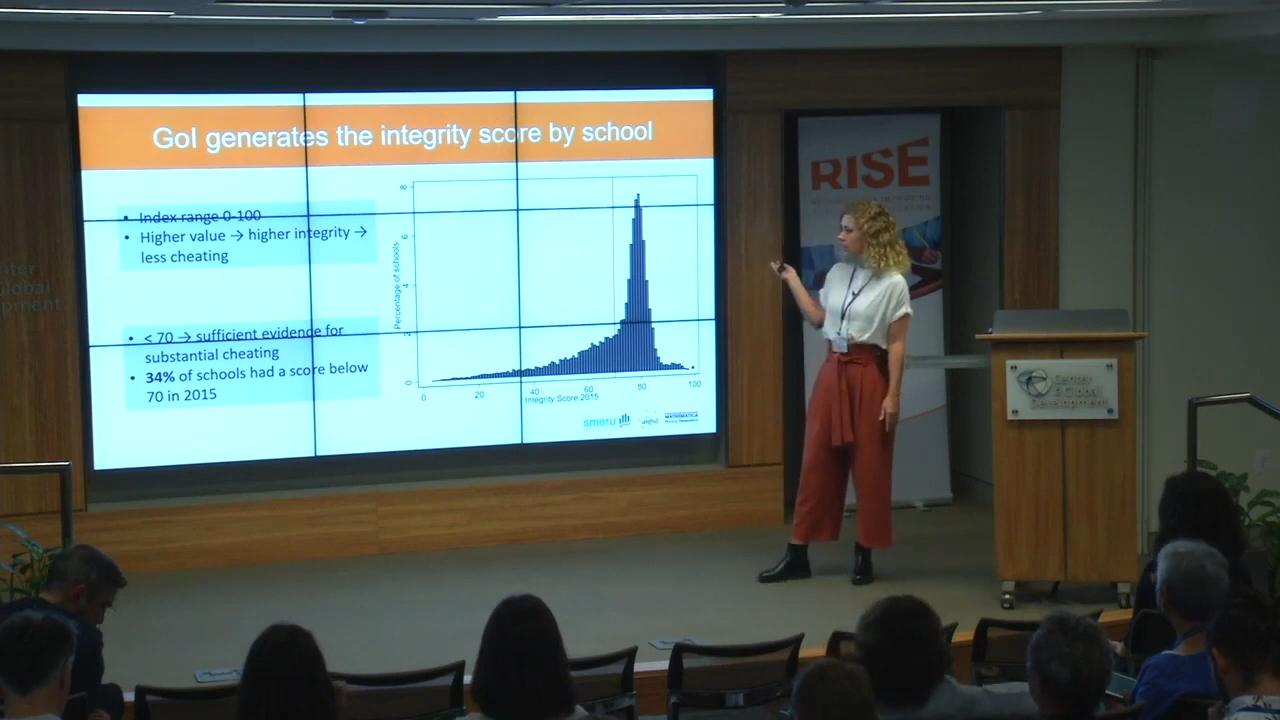 GoI generates the integrity score by school
• Index range 0-100
• Higher value → higher integrity →
less cheating
• < 70 → sufficient evidence for
substantial cheating
• 34% of schools had a score below
70 in 2015
Percentage of schools
8
6
4
2
0
0
20
40
60
80
100
Integrity Score 2015
smeru
MATHEMATICA
RISE
Global
Center
Global
Development